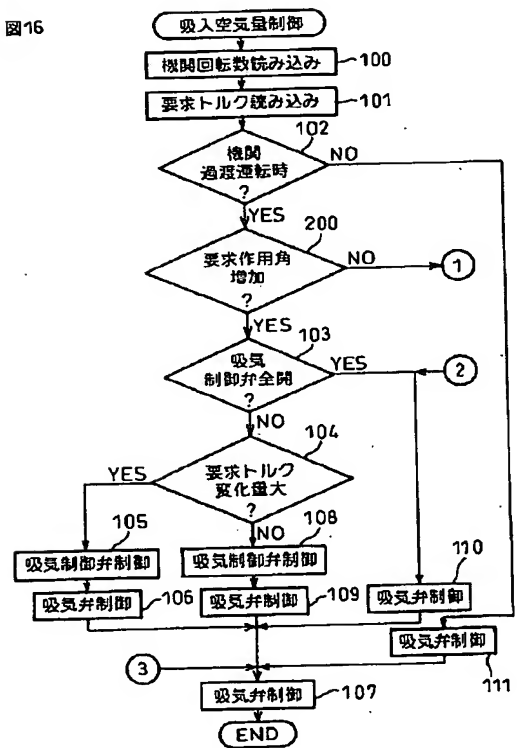 図16
吸入空気量制御
機関回転数読み込み
100
要求トルク読み込み
101
102
機関
過渡運転時
?
NO
YES
200
要求作用角
増加
?
NO
1
YES
103
吸気
制御弁全開
?
YES
2
NO
104
要求トルク
変化量大
?
YES
NO
105
吸気制御弁制御
108
吸気制御弁制御
110
吸気弁制御
106
吸気弁制御
109
吸気弁制御
吸気弁制御
111
3
吸気弁制御
107
END